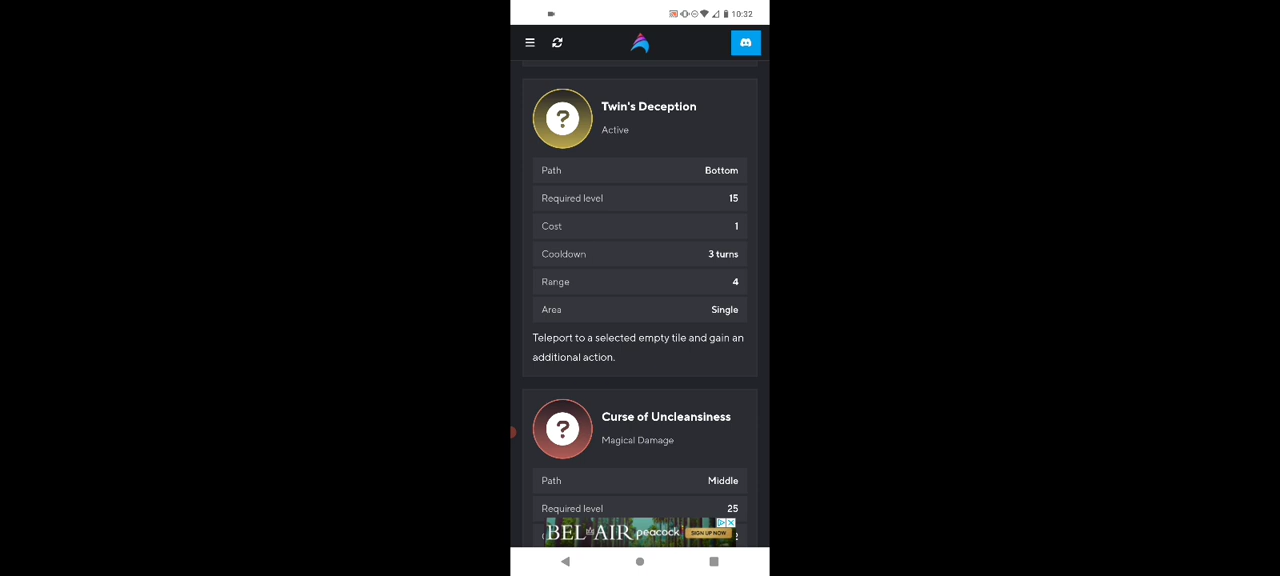 10:32
Twin's Deception
Active
Path Bottom
Required level 15
Cost 1
Cooldown 3 turns
Range 4
Area Single
Teleport to a selected empty tile and gain an
additional action.
Curse of Uncleansiness
Magical Damage
Path Middle
Required level 25
BEL-AIR peacock SIGN UP NOW